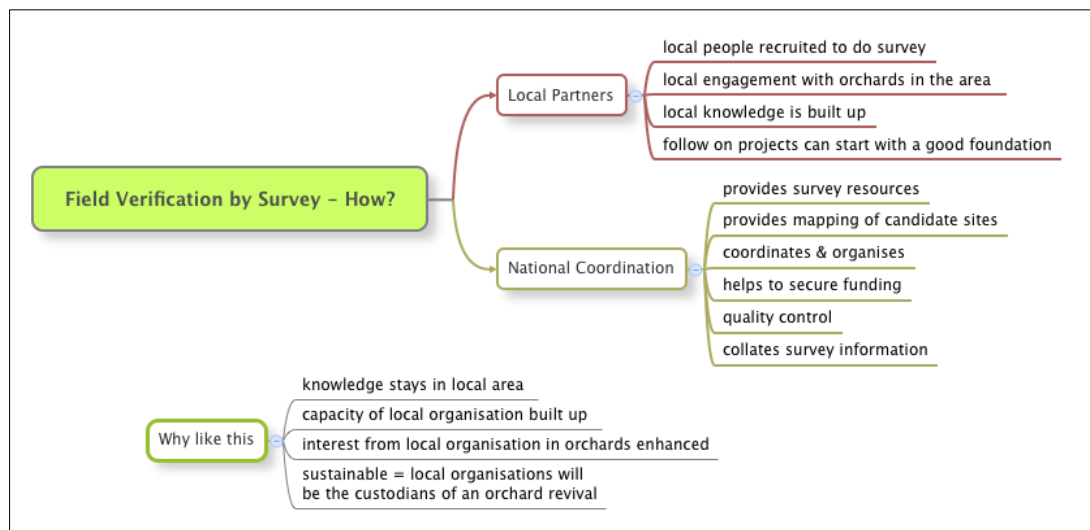 Field Verification by Survey – How?
Local Partners
local people recruited to do survey
local engagement with orchards in the area
local knowledge is built up
follow on projects can start with a good foundation
National Coordination
provides survey resources
provides mapping of candidate sites
coordinates & organises
helps to secure funding
quality control
collates survey information
Why like this
knowledge stays in local area
capacity of local organisation built up
interest from local organisation in orchards enhanced
sustainable = local organisations will
be the custodians of an orchard revival